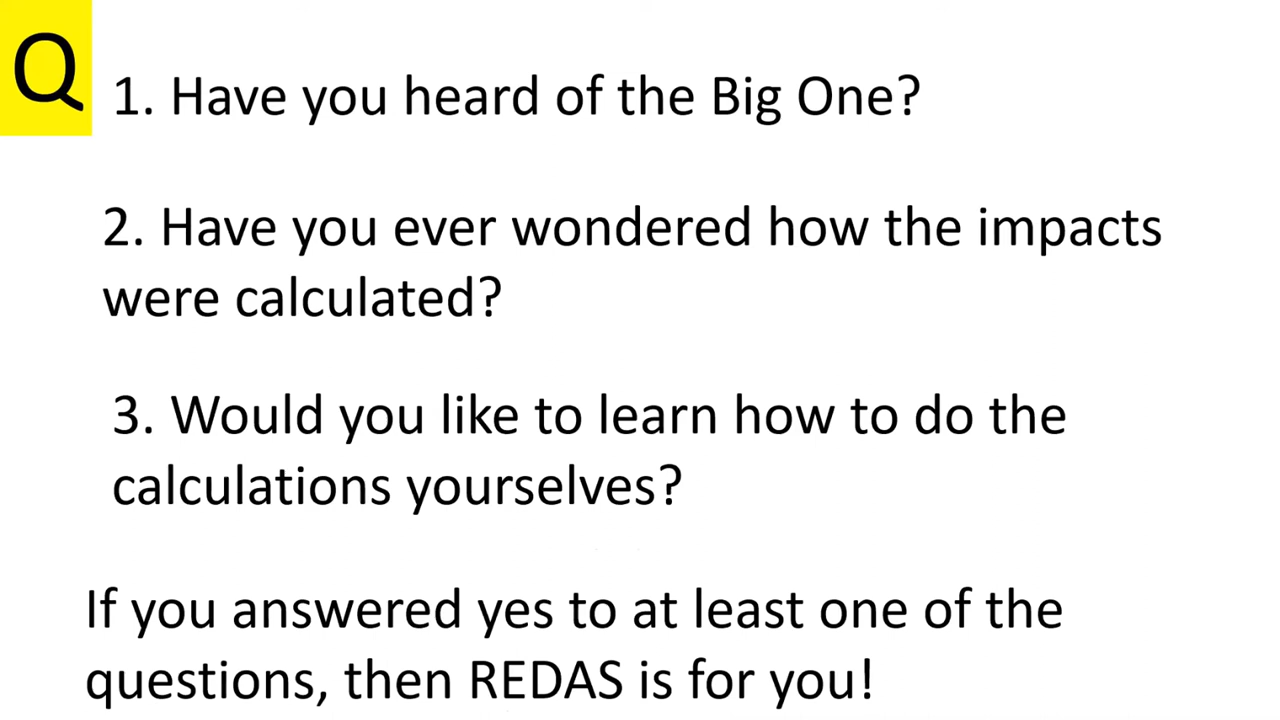 Q
1. Have you heard of the Big One?
2. Have you ever wondered how the impacts
were calculated?
3. Would you like to learn how to do the
calculations yourselves?
If you answered yes to at least one of the
questions, then REDAS is for you!